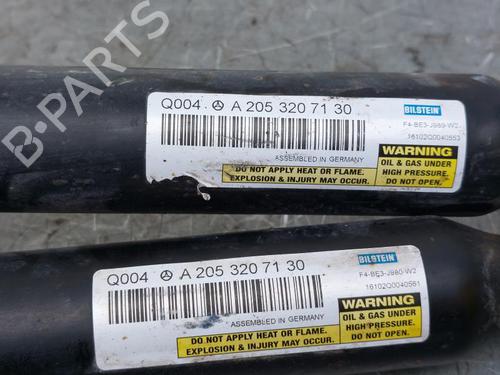 B-PARTS
Q004 A 205 320 71 30
BILSTEIN
F4-BE3-J980-W2
16102Q0040553
ASSEMBLED IN GERMANY
DO NOT APPLY HEAT OR FLAME.
EXPLOSION & INJURY MAY OCCUR.
WARNING
OIL & GAS UNDER
HIGH PRESSURE.
DO NOT OPEN.
Q004 A 205 320 71 30
BILSTEIN
F4-BE3-J980-W2
16102Q0040561
ASSEMBLED IN GERMANY
DO NOT APPLY HEAT OR FLAME.
EXPLOSION & INJURY MAY OCCUR.
WARNING
OIL & GAS UNDER
HIGH PRESSURE.
DO NOT OPEN.